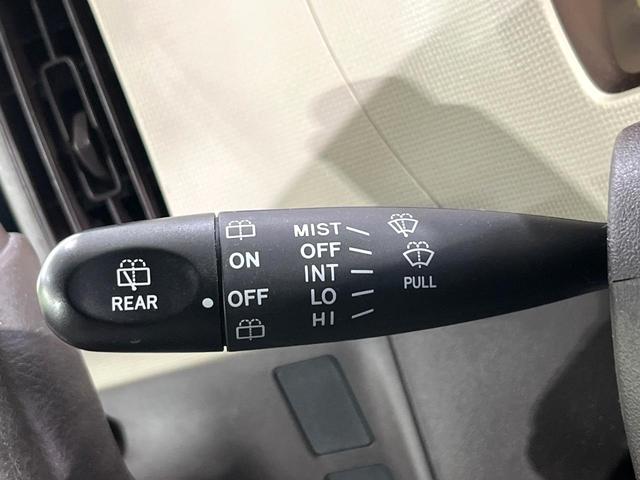 REAR
ON
OFF
MIST
OFF
INT
LO
HI
PULL